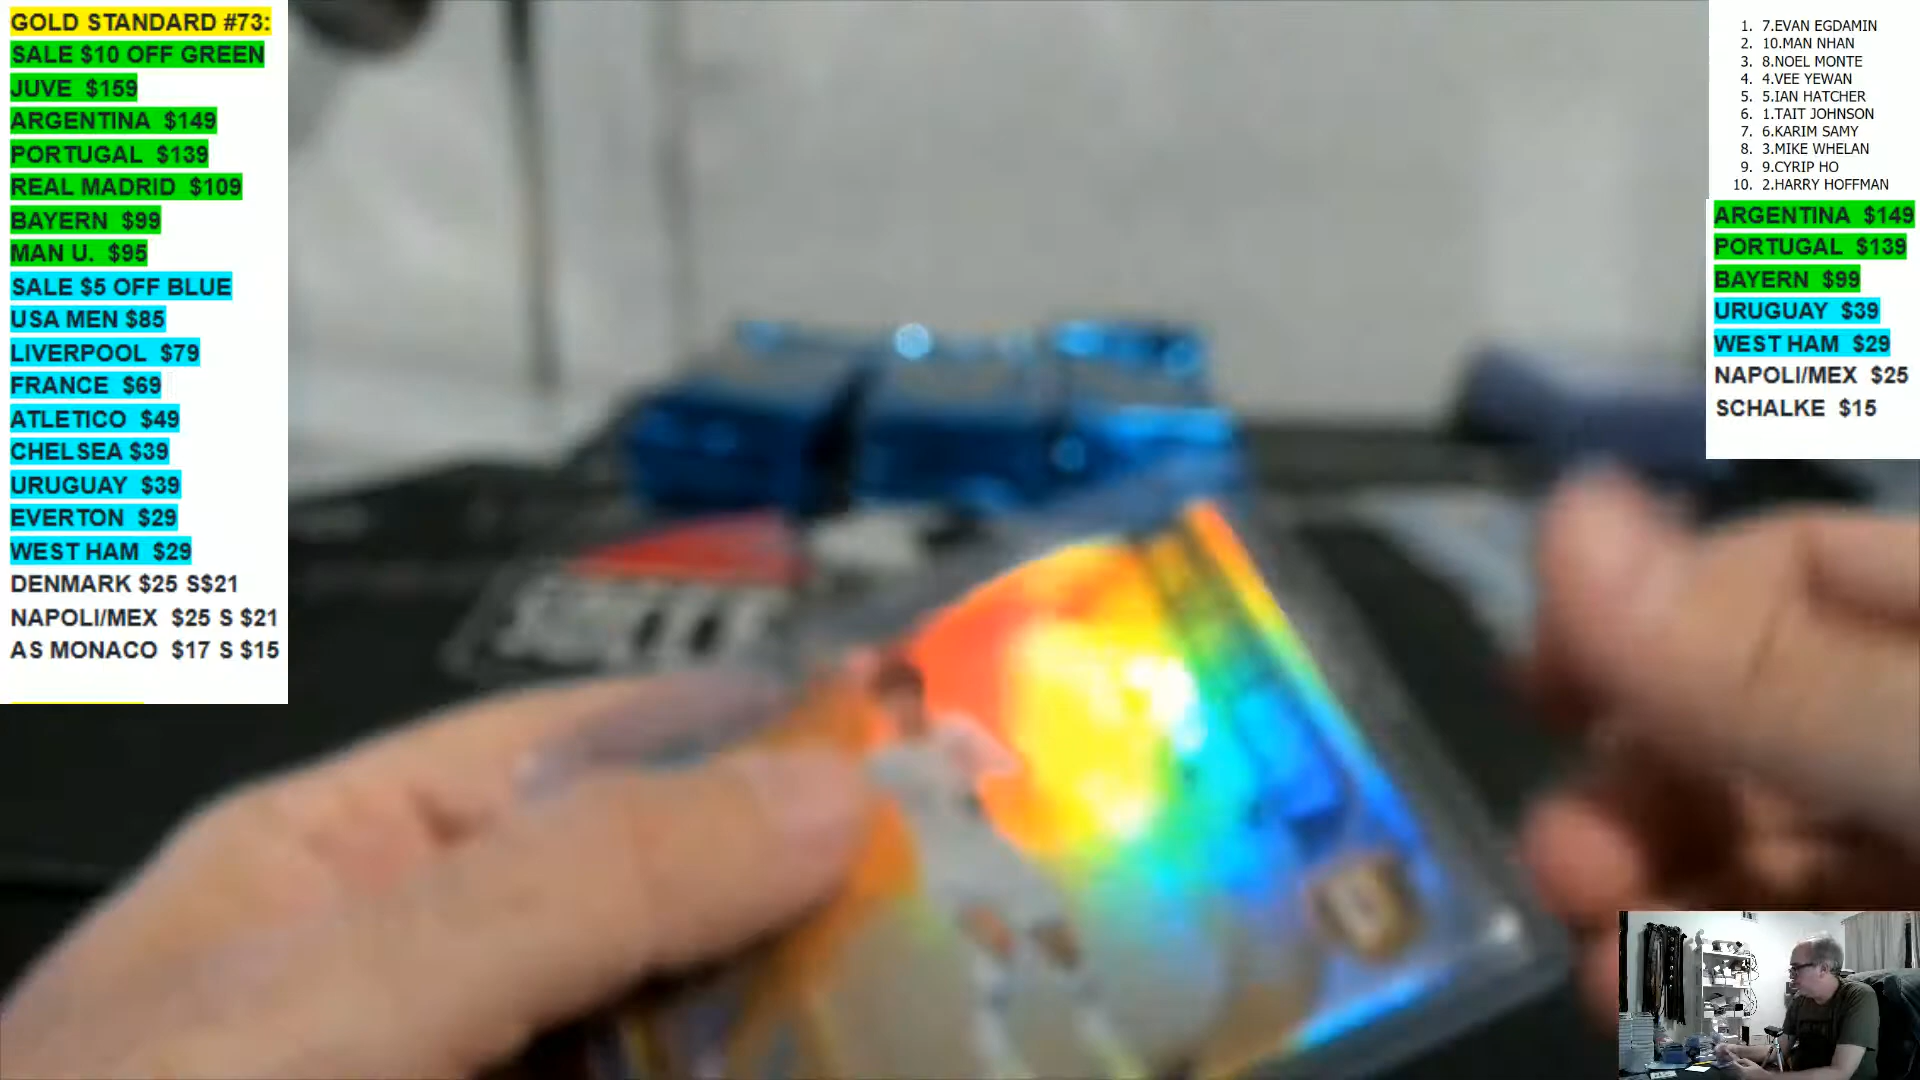 GOLD STANDARD #73:
SALE $10 OFF GREEN
JUVE $159
ARGENTINA $149
PORTUGAL $139
REAL MADRID $109
BAYERN $99
MAN U. $95
SALE $5 OFF BLUE
USA MEN $85
LIVERPOOL $79
FRANCE $69
ATLETICO $49
CHELSEA $39
URUGUAY $39
EVERTON $29
WEST HAM $29
DENMARK $25 S$21
NAPOLI/MEX $25 S $21
AS MONACO $17 S $15
1. 7.EVAN EGDAMIN
2. 10.MAN NHAN
3. 8.NOEL MONTE
4. 4.VEE YEWAN
5. 5.IAN HATCHER
6. 1.TAIT JOHNSON
7. 6.KARIM SAMY
8. 3.MIKE WHELAN
9. 9.CYRIP HO
10. 2.HARRY HOFFMAN
ARGENTINA $149
PORTUGAL $139
BAYERN $99
URUGUAY $39
WEST HAM $29
NAPOLI/MEX $25
SCHALKE $15